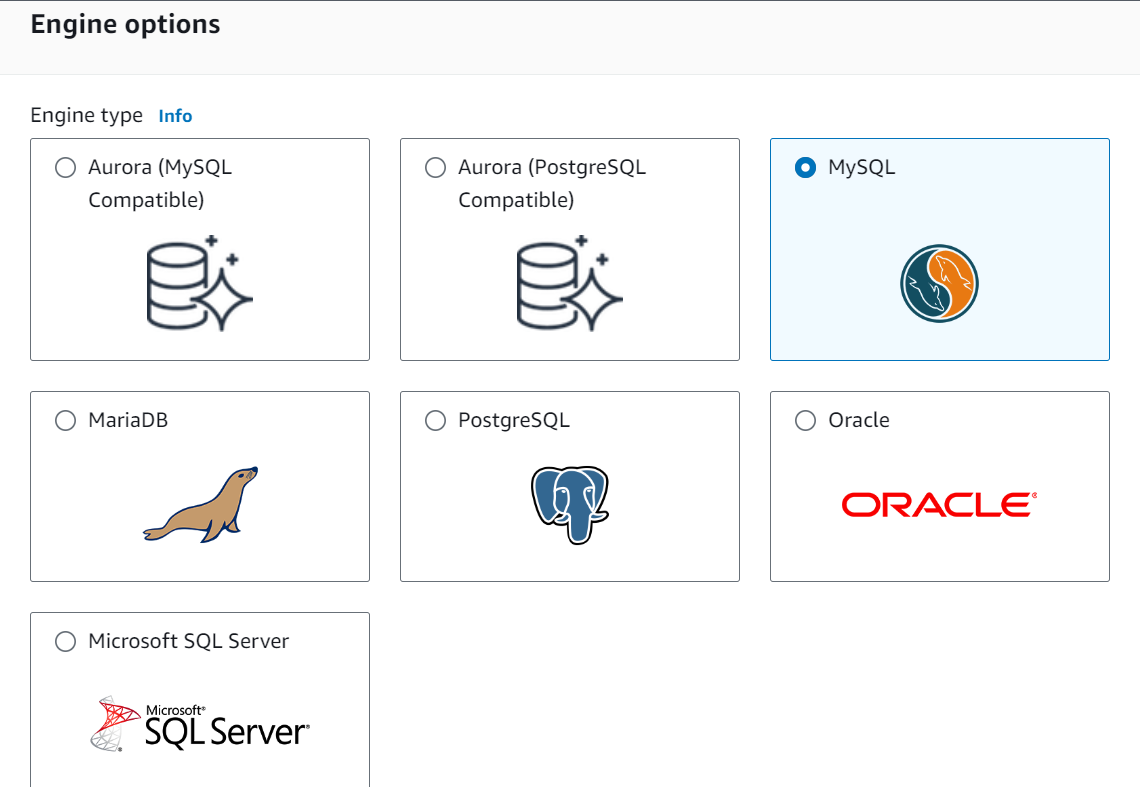 Engine options
Engine type Info
Aurora (MySQL
Compatible)
Aurora (PostgreSQL
Compatible)
MySQL
MariaDB
PostgreSQL
Oracle
ORACLE®
Microsoft SQL Server
Microsoft®
SQL Server®